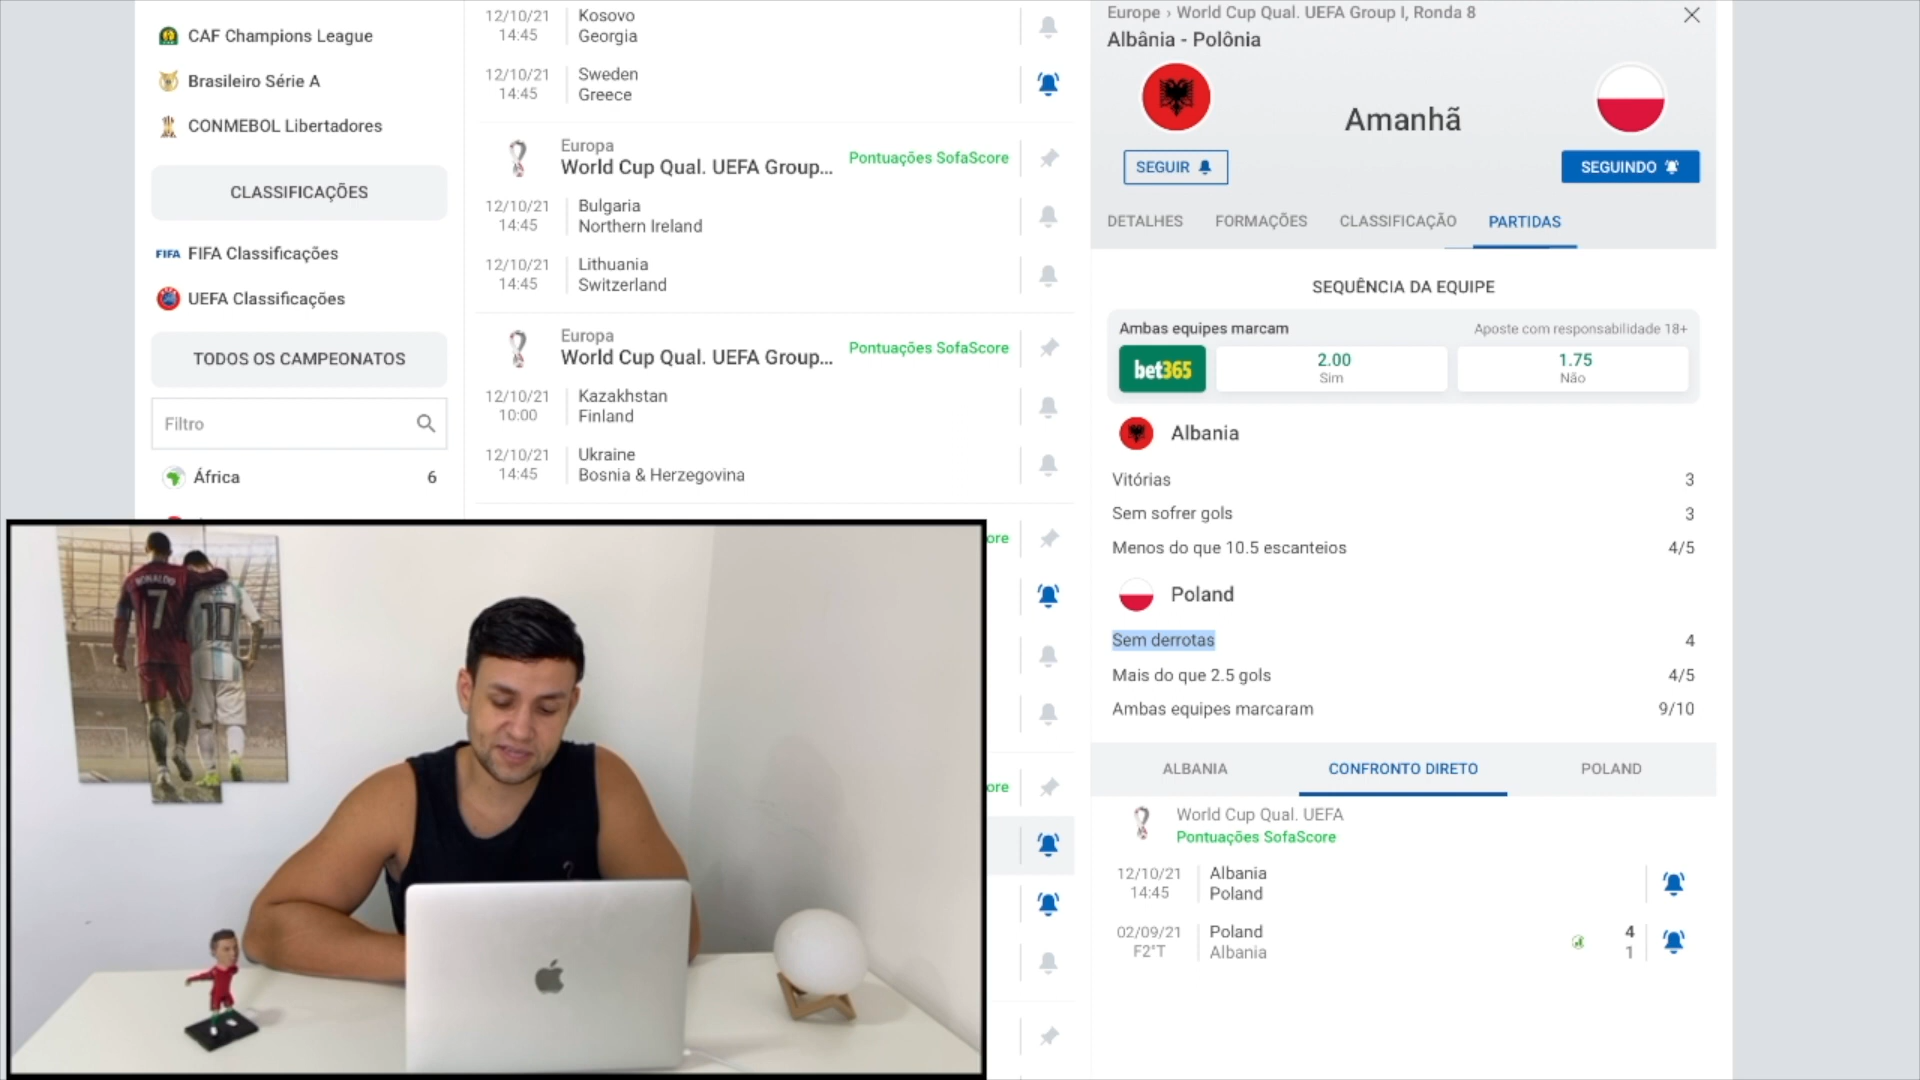 CAF Champions League
Brasileiro Série A
CONMEBOL Libertadores
CLASSIFICAÇÕES
FIFA FIFA Classificações
UEFA Classificações
TODOS OS CAMPEONATOS
Filtro
África 6
12/10/21 Kosovo
14:45 Georgia
12/10/21 Sweden
14:45 Greece
Europa
World Cup Qual. UEFA Group... Pontuações SofaScore
12/10/21 Bulgaria
14:45 Northern Ireland
12/10/21 Lithuania
14:45 Switzerland
Europa
World Cup Qual. UEFA Group... Pontuações SofaScore
12/10/21 Kazakhstan
10:00 Finland
12/10/21 Ukraine
14:45 Bosnia & Herzegovina
ore
ore
RONALDO
7
10
Europe › World Cup Qual. UEFA Group I, Ronda 8
Albânia - Polônia
Amanhã
SEGUIR
SEGUINDO
DETALHES FORMAÇÕES CLASSIFICAÇÃO PARTIDAS
SEQUÊNCIA DA EQUIPE
Ambas equipes marcam Aposte com responsabilidade 18+
bet365 2.00 1.75
Sim Não
Albania
Vitórias 3
Sem sofrer gols 3
Menos do que 10.5 escanteios 4/5
Poland
Sem derrotas 4
Mais do que 2.5 gols 4/5
Ambas equipes marcaram 9/10
ALBANIA CONFRONTO DIRETO POLAND
World Cup Qual. UEFA
Pontuações SofaScore
12/10/21 Albania
14:45 Poland
02/09/21 Poland 4
F2°T Albania 1